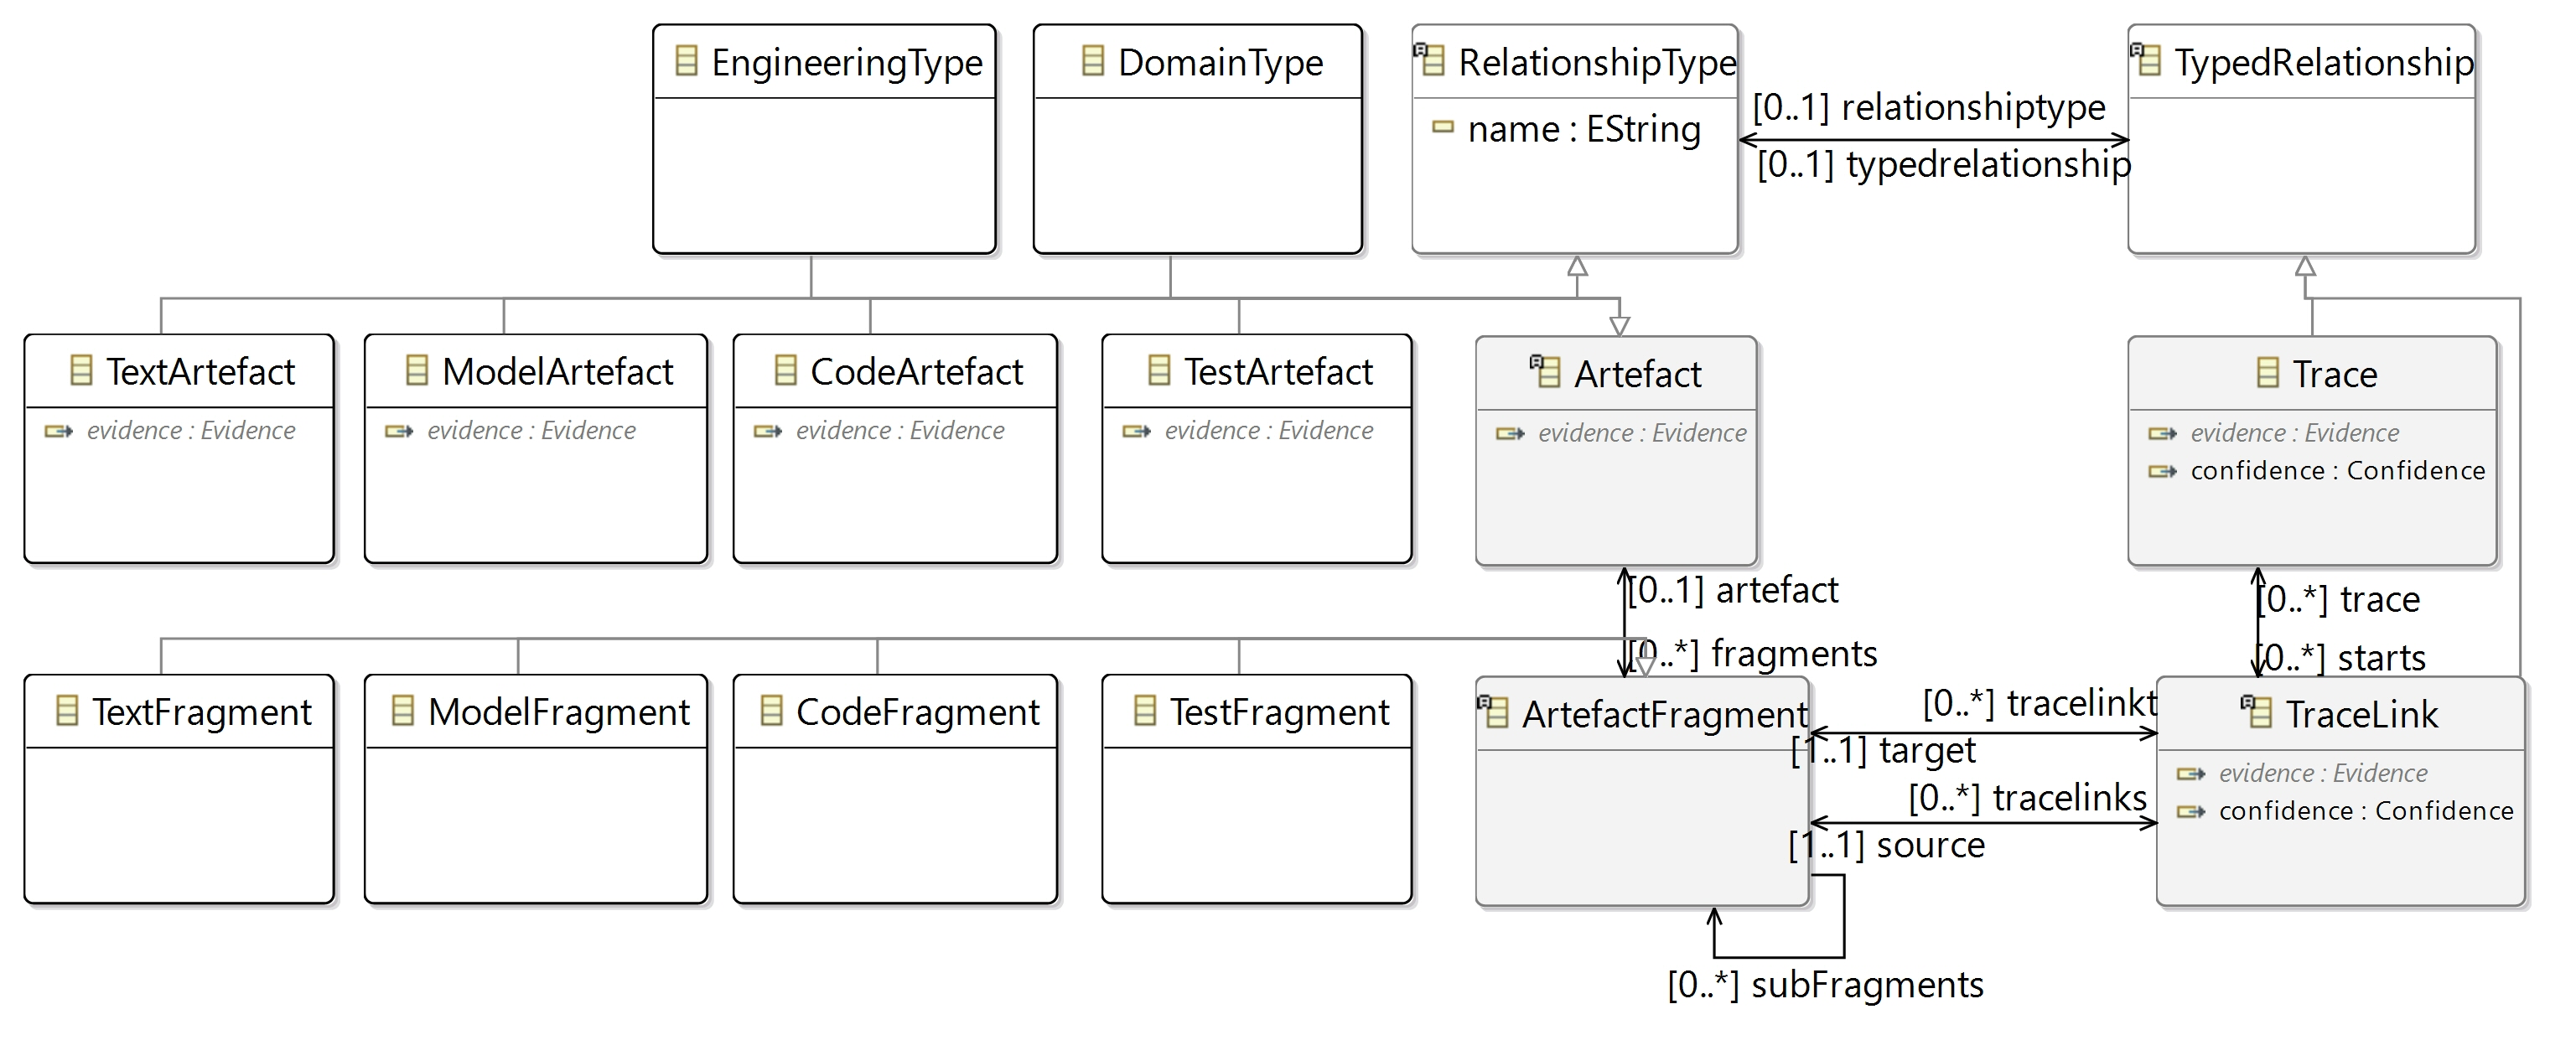 EngineeringType
DomainType
RelationshipType
name : EString
TypedRelationship
[0..1] relationshiptype
[0..1] typedrelationship
TextArtefact
evidence : Evidence
ModelArtefact
evidence : Evidence
CodeArtefact
evidence : Evidence
TestArtefact
evidence : Evidence
Artefact
evidence : Evidence
Trace
evidence : Evidence
confidence : Confidence
[0..1] artefact
[0..*] fragments
[0..*] trace
[0..*] starts
TextFragment
ModelFragment
CodeFragment
TestFragment
ArtefactFragment
[0..*] tracelinkt
[1..1] target
[0..*] tracelinks
[1..1] source
TraceLink
evidence : Evidence
confidence : Confidence
[0..*] subFragments